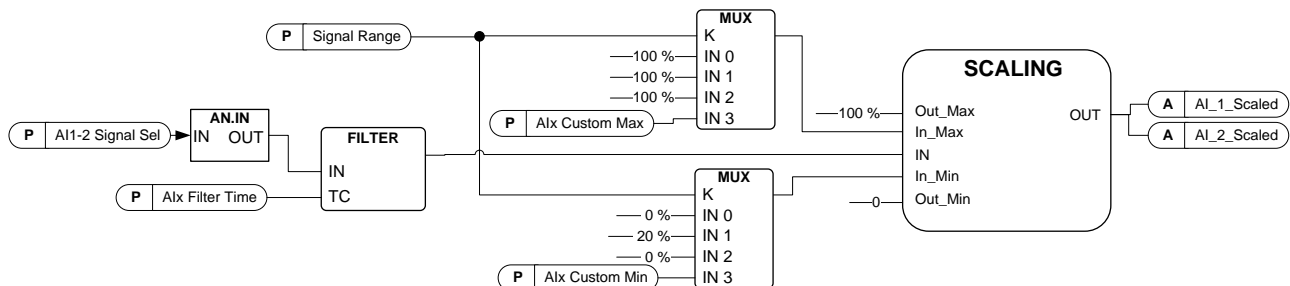 MUX
P Signal Range
K
100 % IN 0
100 % IN 1
100 % IN 2
P AIx Custom Max IN 3
SCALING
100 % Out_Max
In_Max
IN
In_Min
0 Out_Min
OUT
A AI_1_Scaled
A AI_2_Scaled
AN.IN
P AI1-2 Signal Sel IN OUT
FILTER
IN
P AIx Filter Time TC
MUX
K
0 % IN 0
20 % IN 1
0 % IN 2
P AIx Custom Min IN 3